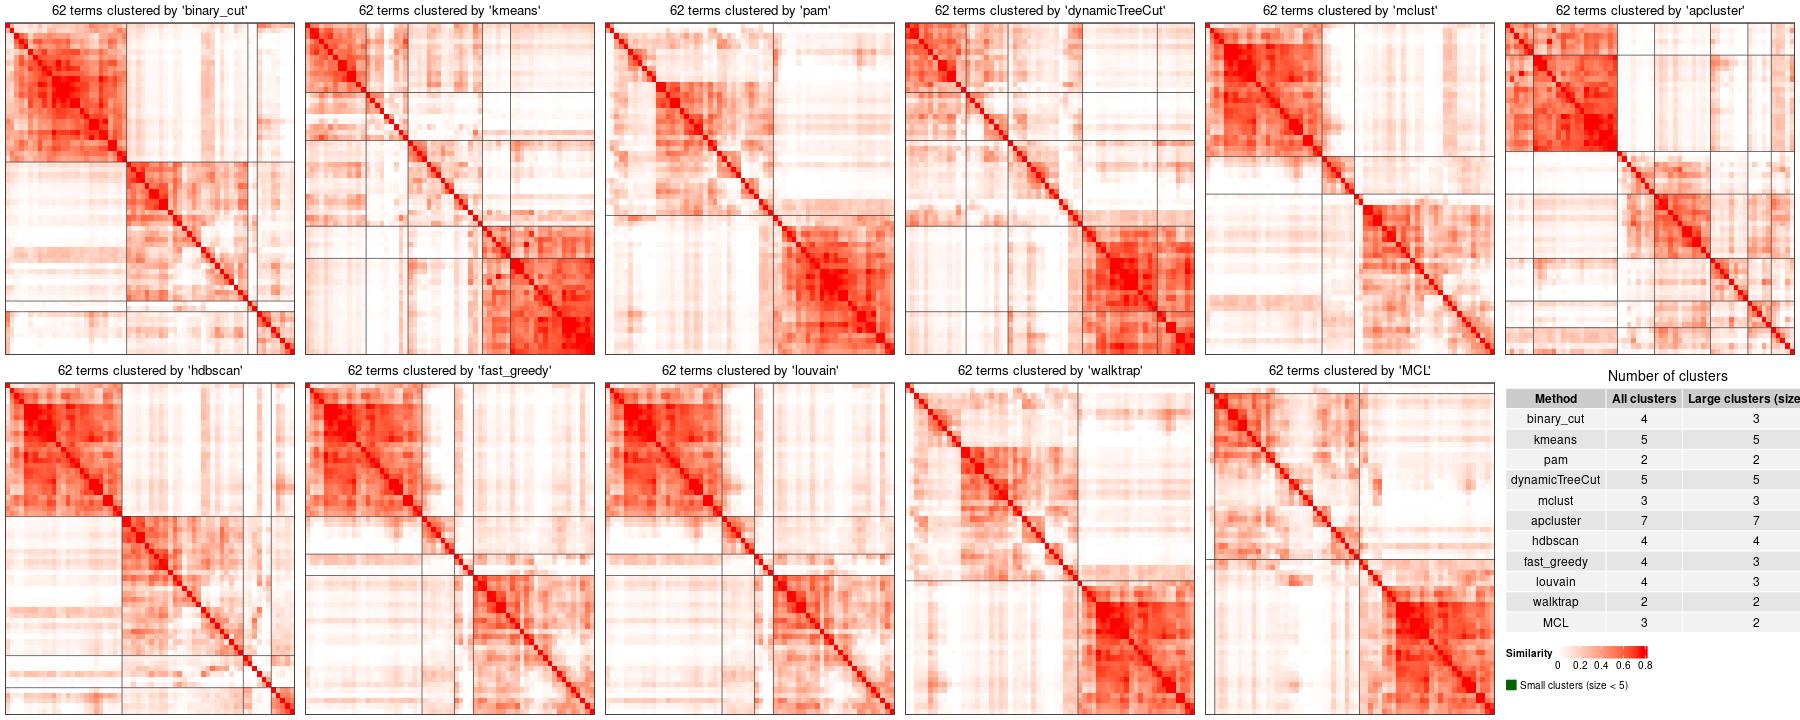 62 terms clustered by 'binary_cut'
62 terms clustered by 'kmeans'
62 terms clustered by 'pam'
62 terms clustered by 'dynamicTreeCut'
62 terms clustered by 'mclust'
62 terms clustered by 'apcluster'
62 terms clustered by 'hdbscan'
62 terms clustered by 'fast_greedy'
62 terms clustered by 'louvain'
62 terms clustered by 'walktrap'
62 terms clustered by 'MCL'
Number of clusters
Method All clusters Large clusters (size
binary_cut 4 3
kmeans 5 5
pam 2 2
dynamicTreeCut 5 5
mclust 3 3
apcluster 7 7
hdbscan 4 4
fast_greedy 4 3
louvain 4 3
walktrap 2 2
MCL 3 2
Similarity
0 0.2 0.4 0.6 0.8
Small clusters (size < 5)